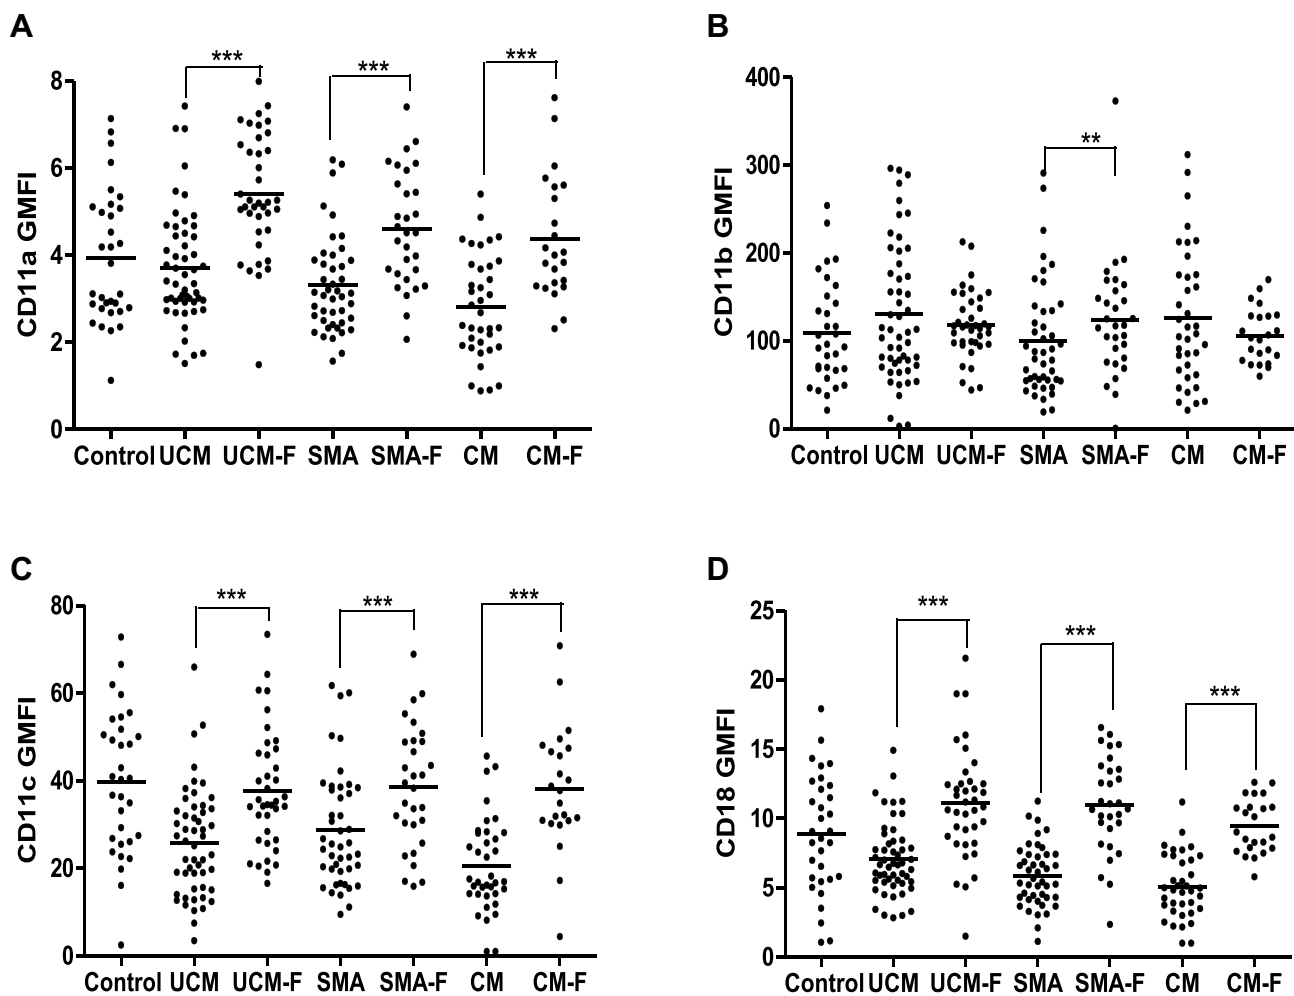 A
CD11a GMFI
8
6
4
2
0
***
***
***
Control UCM UCM-F SMA SMA-F CM CM-F
B
CD11b GMFI
400
300
200
100
0
**
Control UCM UCM-F SMA SMA-F CM CM-F
C
CD11c GMFI
80
60
40
20
0
***
***
***
Control UCM UCM-F SMA SMA-F CM CM-F
D
CD18 GMFI
25
20
15
10
5
0
***
***
***
Control UCM UCM-F SMA SMA-F CM CM-F